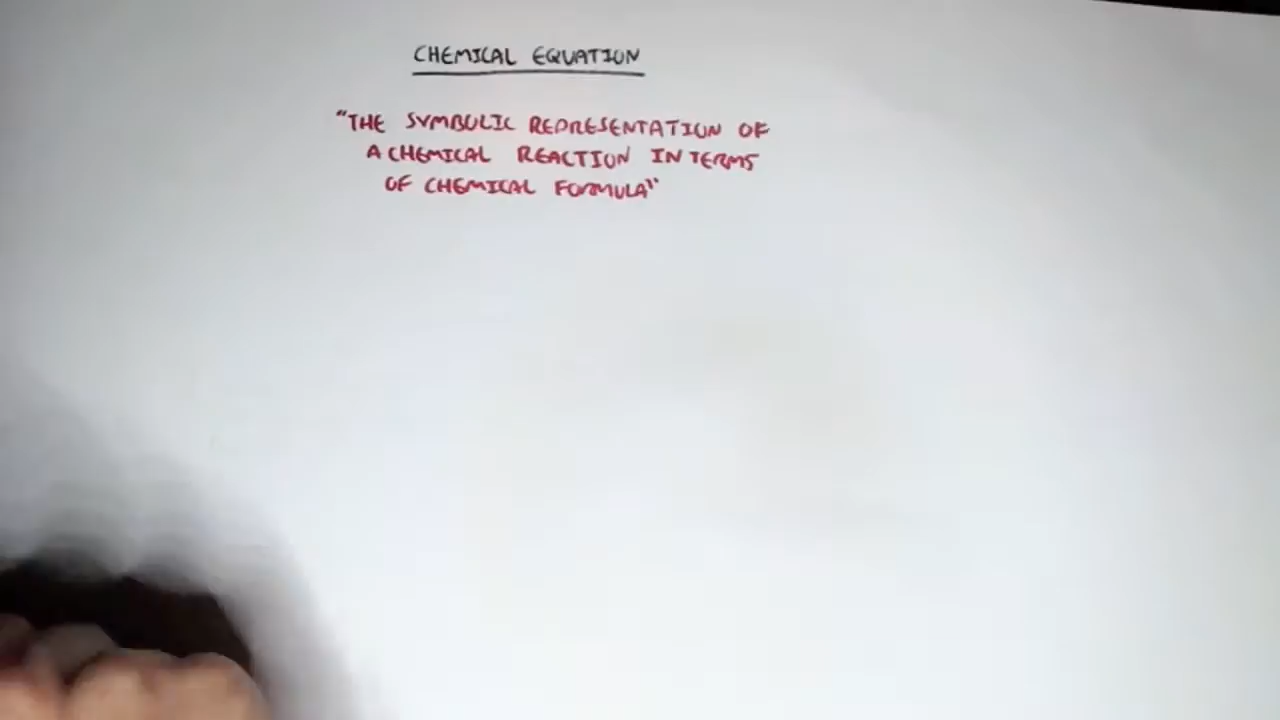 CHEMICAL EQUATION
"THE SYMBOLIC REPRESENTATION OF
A CHEMICAL REACTION IN TERMS
OF CHEMICAL FORMULA"